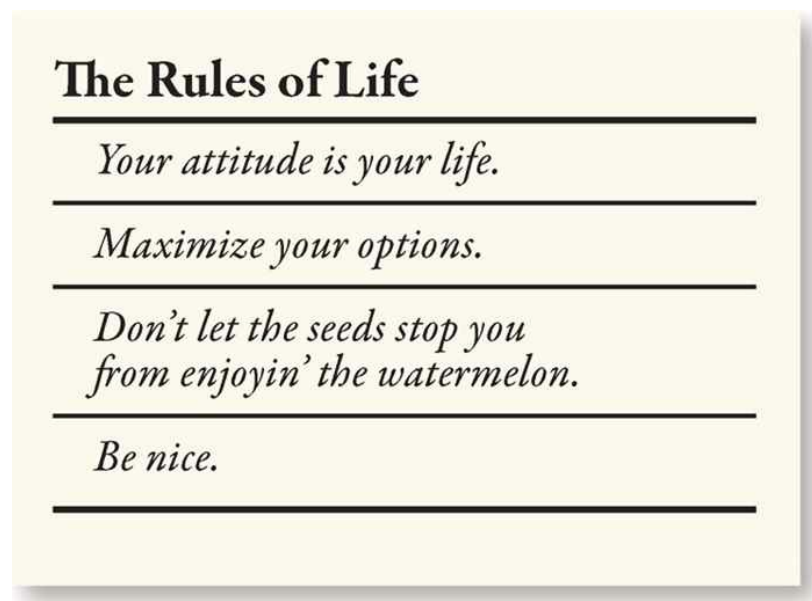 The Rules of Life
Your attitude is your life.
Maximize your options.
Don’t let the seeds stop you
from enjoyin’ the watermelon.
Be nice.